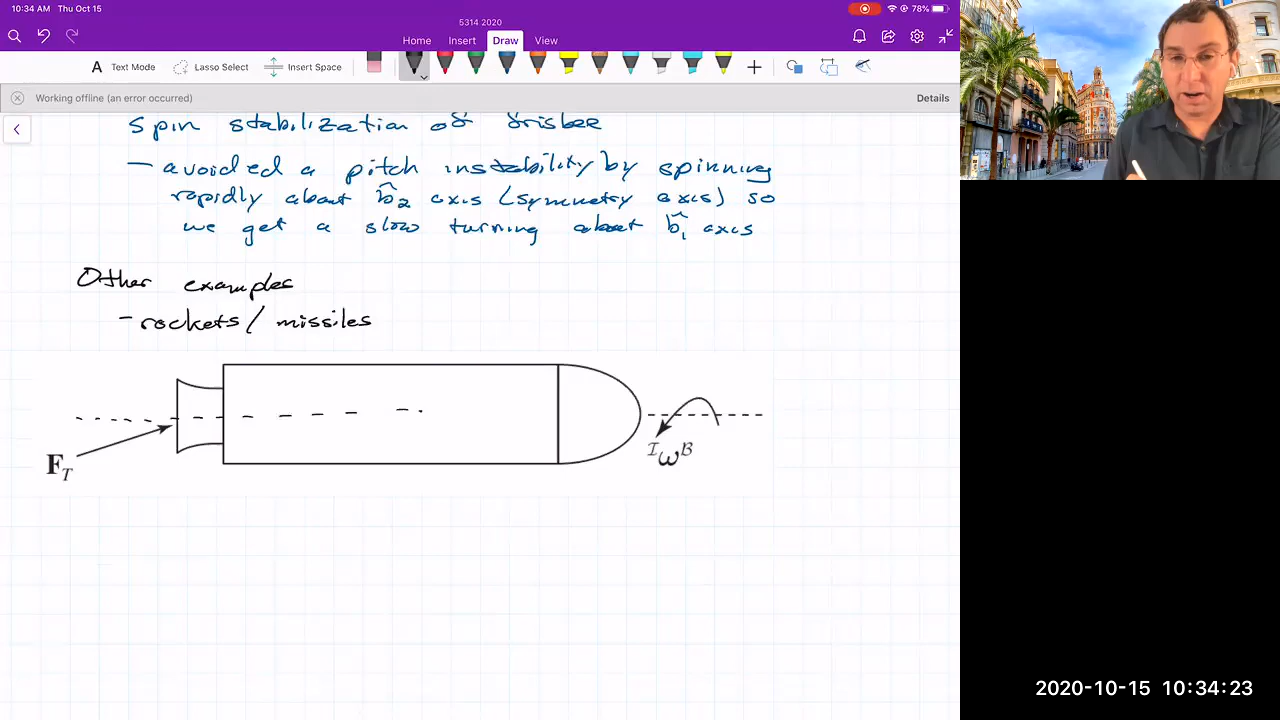 10:34 AM Thu Oct 15
78%
5314 2020
Home Insert Draw View
Text Mode Lasso Select Insert Space
Working offline (an error occurred) Details
spin stabilization of frisbee
- avoided a pitch instability by spinning
rapidly about b̂₂ axis (symmetry axis) so
we get a slow turning about b̂₁ axis
Other examples
- rockets / missiles
F_T
ᴵωᴮ
2020-10-15 10:34:23